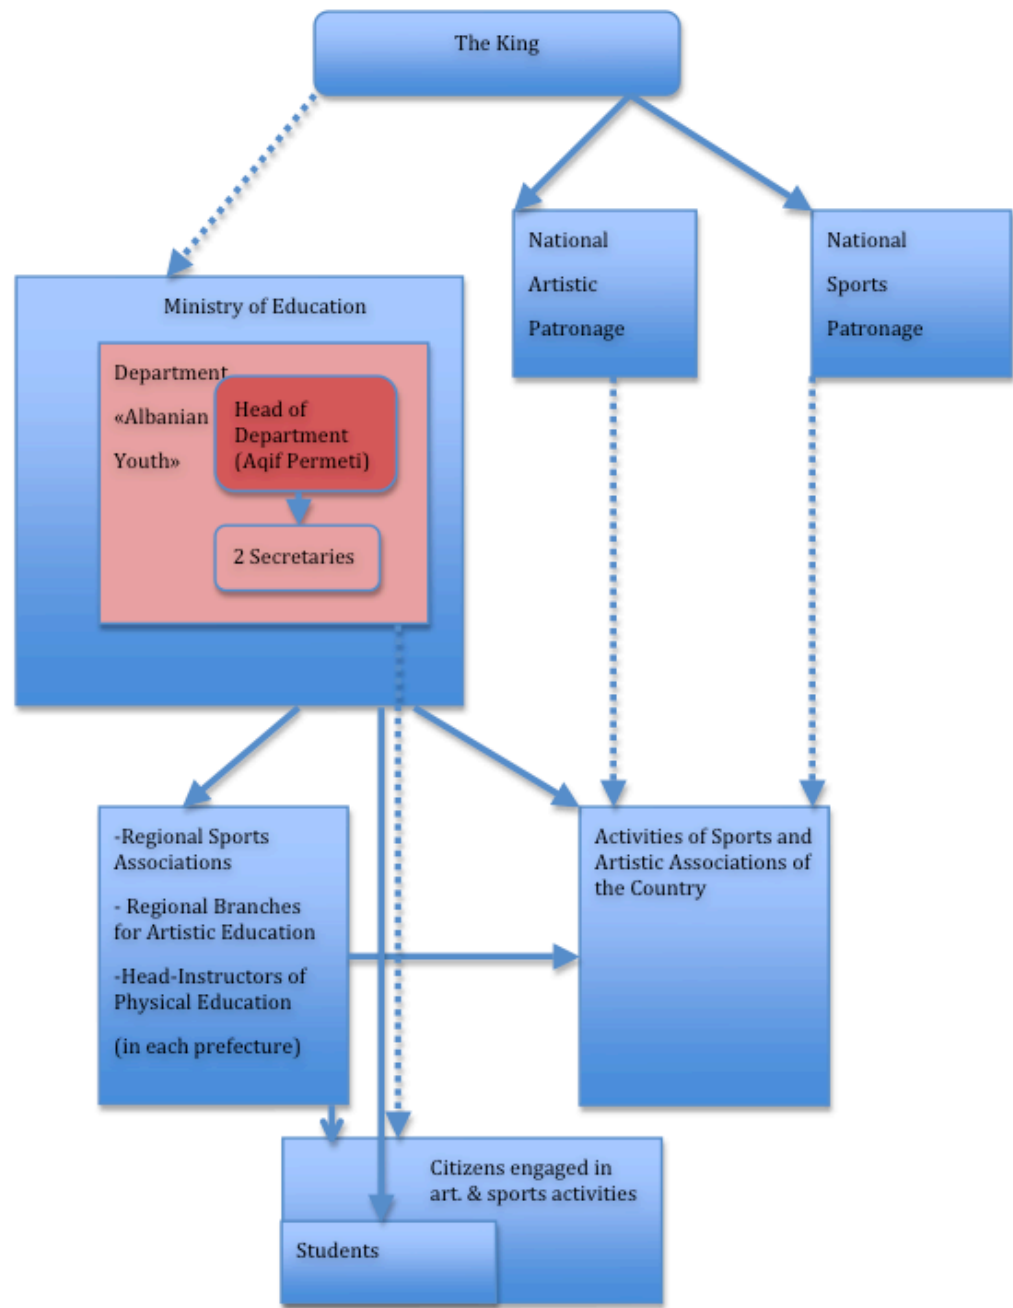 The King
National
Artistic
Patronage
National
Sports
Patronage
Ministry of Education
Department
«Albanian
Youth»
Head of
Department
(Aqif Permeti)
2 Secretaries
-Regional Sports
Associations
- Regional Branches
for Artistic Education
-Head-Instructors of
Physical Education
(in each prefecture)
Activities of Sports and
Artistic Associations of
the Country
Citizens engaged in
art. & sports activities
Students